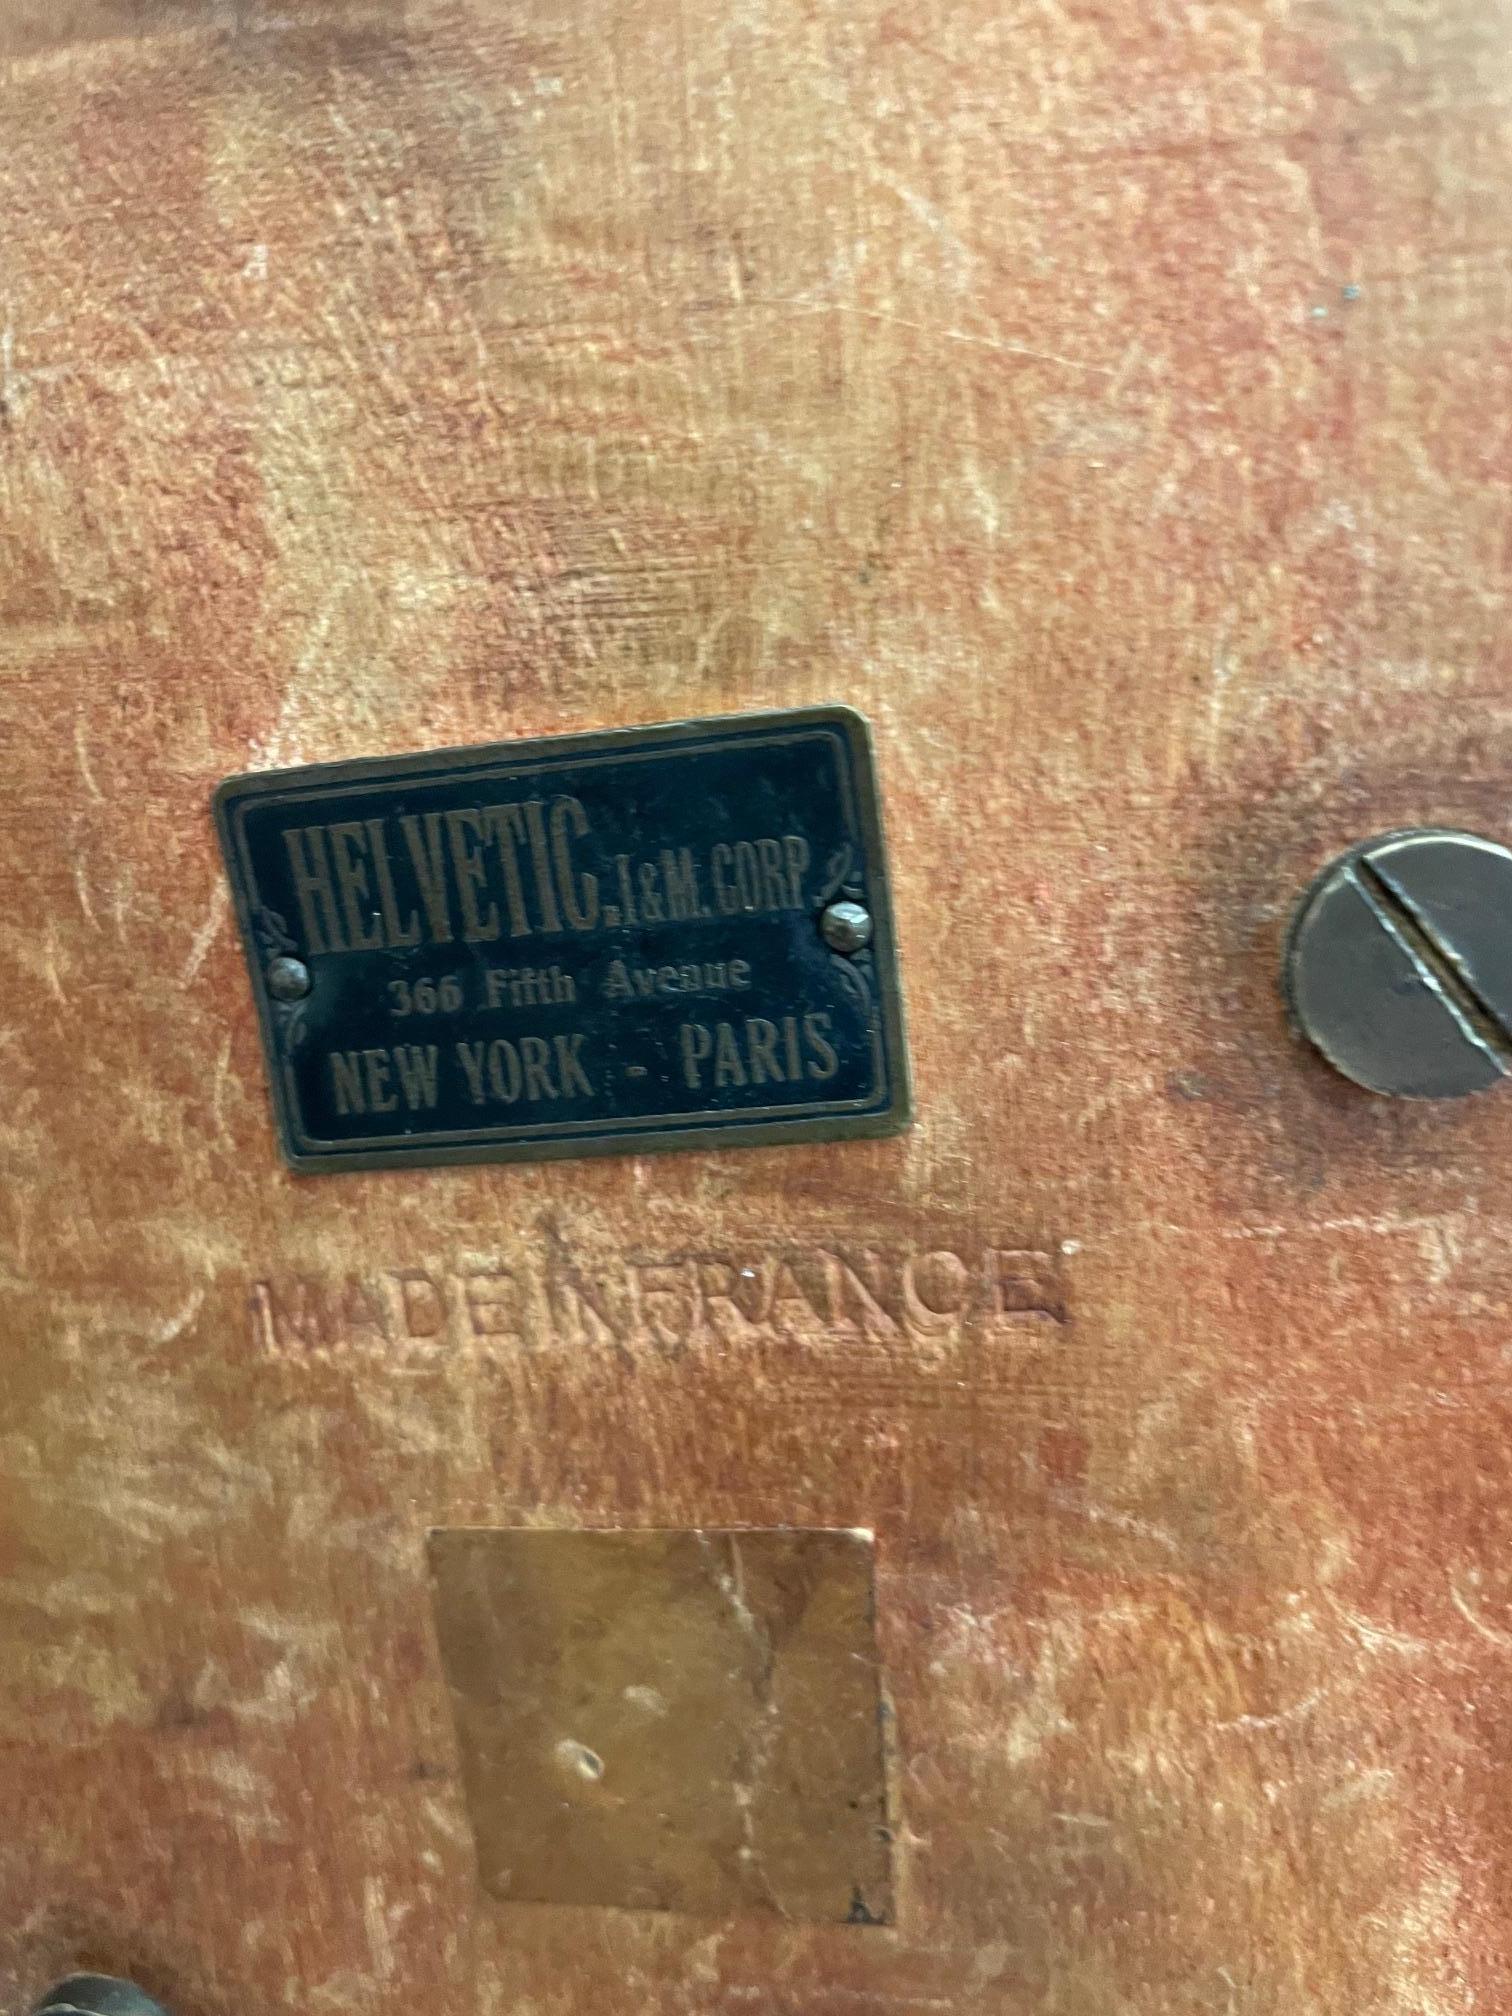 HELVETIC. I. & M. CORP.
366 Fifth Avenue
NEW YORK - PARIS
MADE IN FRANCE